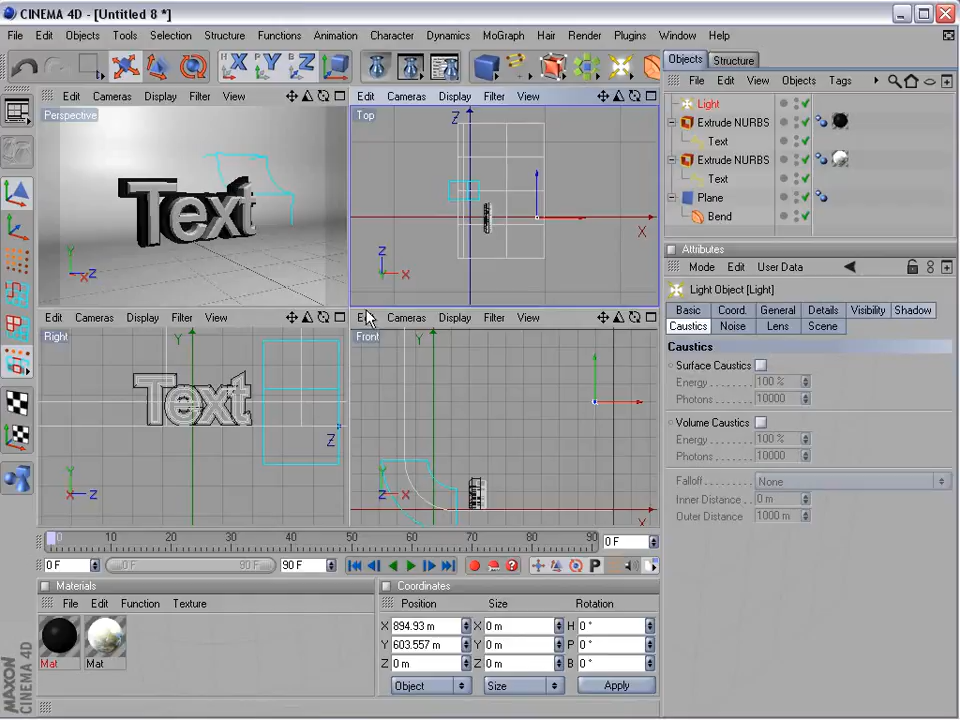 CINEMA 4D - [Untitled 8 *]
File Edit Objects Tools Selection Structure Functions Animation Character Dynamics MoGraph Hair Render Plugins Window Help
X Y Z
Objects Structure
File Edit View Objects Tags
Light
Extrude NURBS
Text
Extrude NURBS
Text
Plane
Bend
Edit Cameras Display Filter View
Perspective
Text
Y
X Z
Edit Cameras Display Filter View
Top
Z
X
Z
X
Edit Cameras Display Filter View
Right
Y
Text
Z
Y
X Z
Cameras Display Filter View
Front
Y
Y
X
Z
X
Attributes
Mode Edit User Data
Light Object [Light]
Basic Coord. General Details Visibility Shadow
Caustics Noise Lens Scene
Caustics
Surface Caustics
Energy 100 %
Photons 10000
Volume Caustics
Energy 100 %
Photons 10000
Falloff None
Inner Distance 0 m
Outer Distance 1000 m
0 10 20 30 40 50 60 70 80 90 0 F
0 F 0 F 90 F 90 F
P
Materials
File Edit Function Texture
Mat Mat
Coordinates
Position Size Rotation
X 894.93 m X 0 m H 0 °
Y 603.557 m Y 0 m P 0 °
Z 0 m Z 0 m B 0 °
Object Size Apply
MAXON
CINEMA 4D